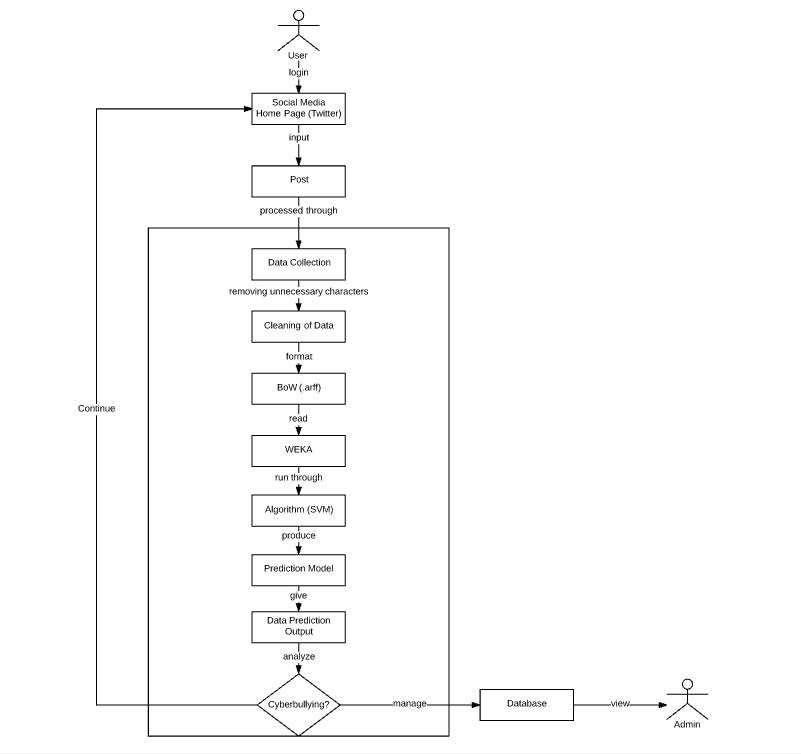 User
login
Social Media
Home Page (Twitter)
input
Post
processed through
Data Collection
removing unnecessary characters
Cleaning of Data
format
BoW (.arff)
Continue
read
WEKA
run through
Algorithm (SVM)
produce
Prediction Model
give
Data Prediction
Output
analyze
Cyberbullying?
manage
Database
view
Admin